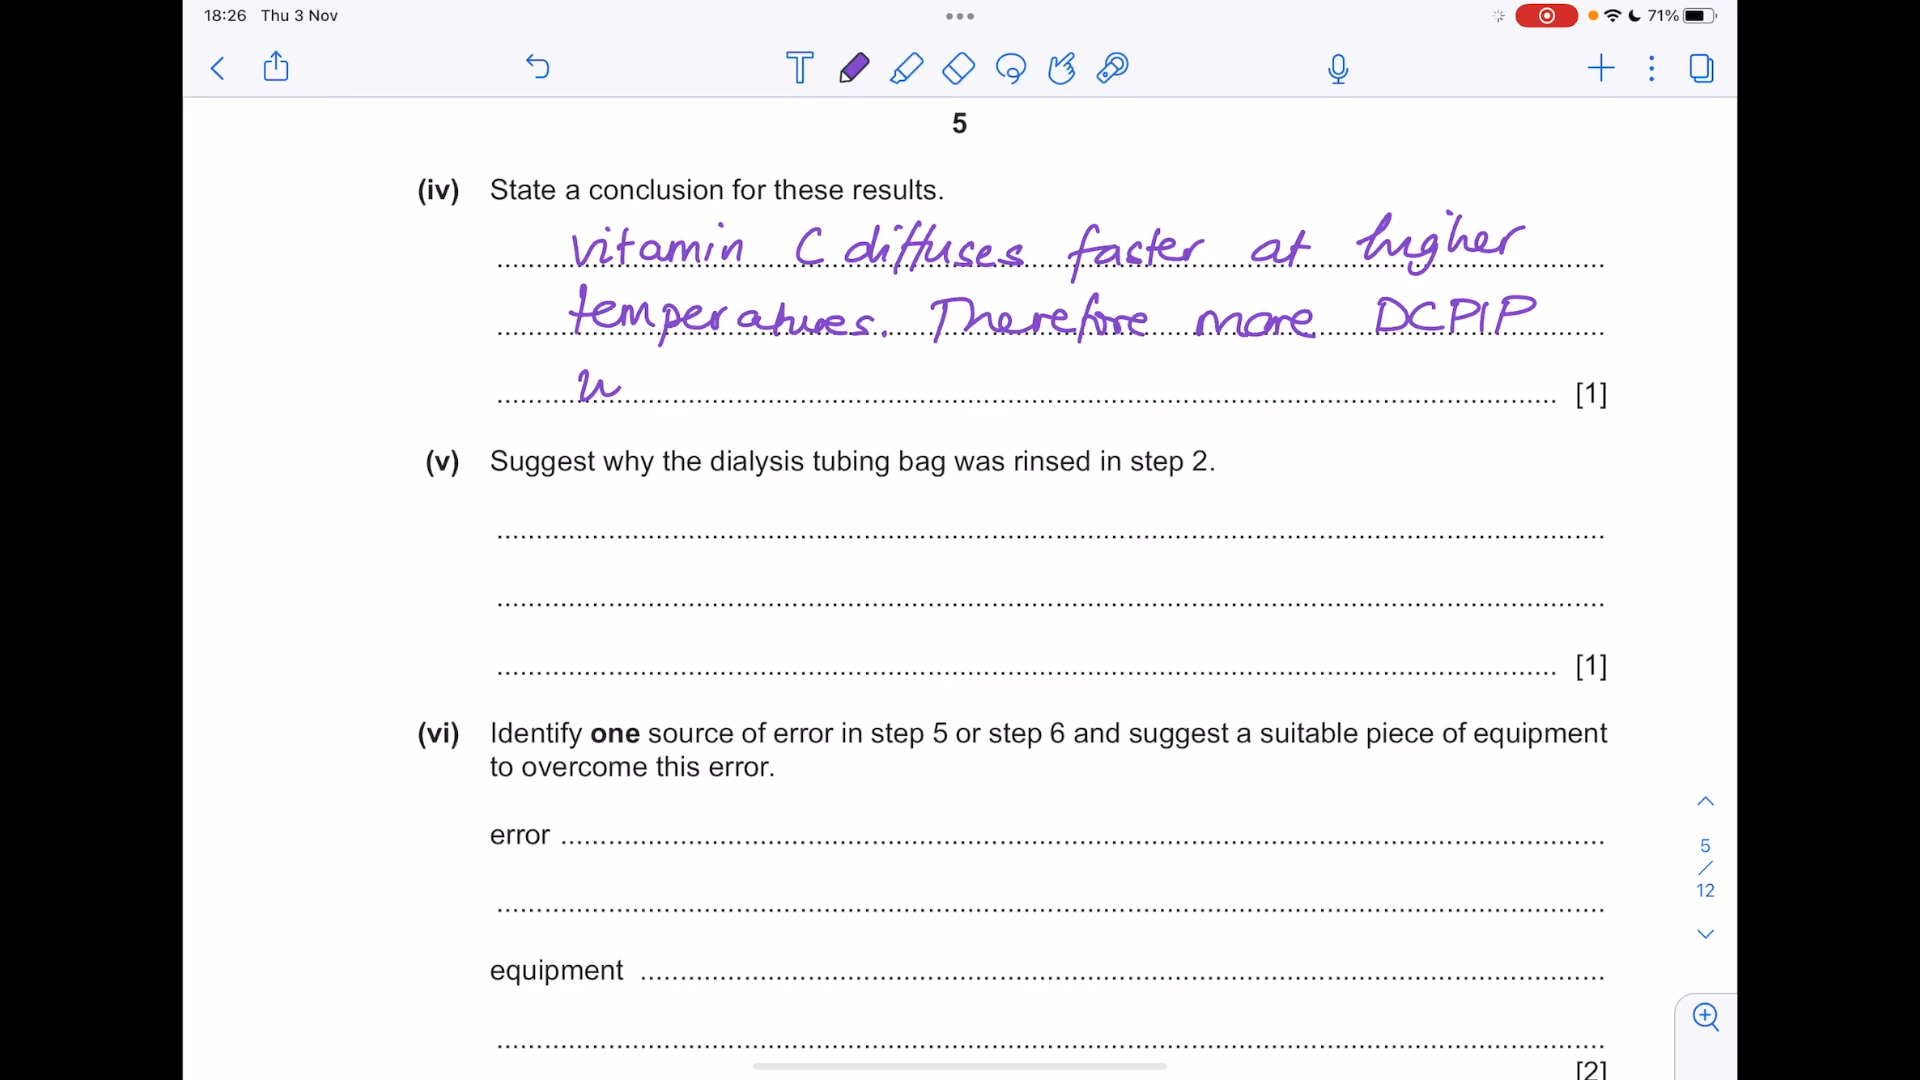 18:26 Thu 3 Nov
71%
5
(iv) State a conclusion for these results.
vitamin C diffuses faster at higher
temperatures. Therefore more DCPIP
[1]
(v) Suggest why the dialysis tubing bag was rinsed in step 2.
[1]
(vi) Identify one source of error in step 5 or step 6 and suggest a suitable piece of equipment
to overcome this error.
error
equipment
[2]
5
/
12